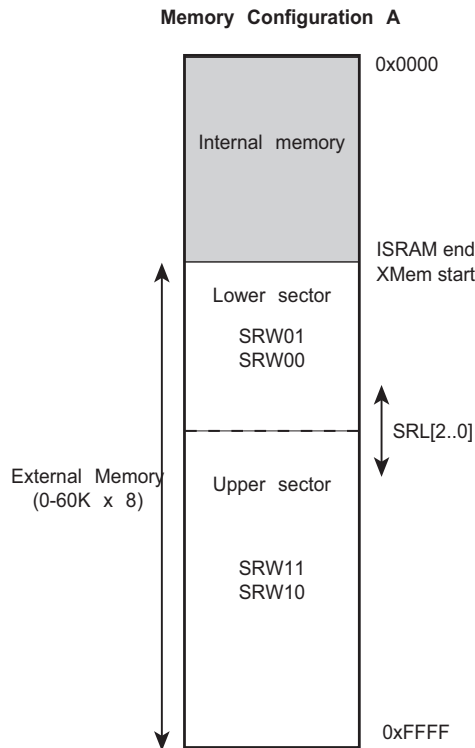 Memory Configuration A
0x0000
Internal memory
ISRAM end
XMem start
Lower sector
SRW01
SRW00
SRL[2..0]
External Memory
(0-60K x 8)
Upper sector
SRW11
SRW10
0xFFFF